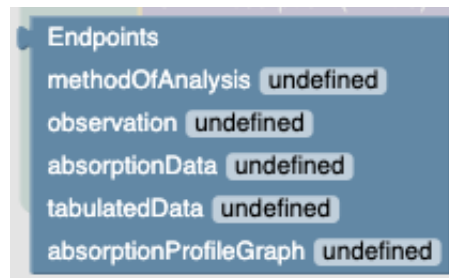 Endpoints
methodOfAnalysis undefined
observation undefined
absorptionData undefined
tabulatedData undefined
absorptionProfileGraph undefined